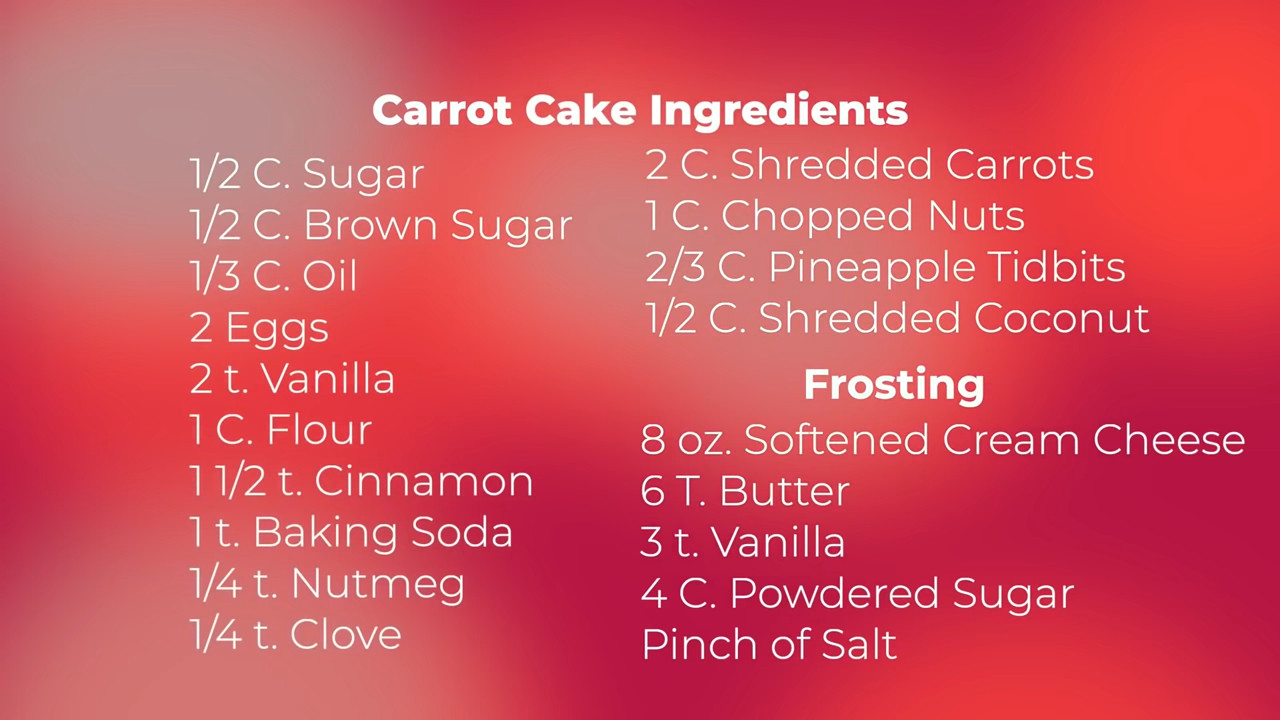 Carrot Cake Ingredients
1/2 C. Sugar
1/2 C. Brown Sugar
1/3 C. Oil
2 Eggs
2 t. Vanilla
1 C. Flour
1 1/2 t. Cinnamon
1 t. Baking Soda
1/4 t. Nutmeg
1/4 t. Clove
2 C. Shredded Carrots
1 C. Chopped Nuts
2/3 C. Pineapple Tidbits
1/2 C. Shredded Coconut
Frosting
8 oz. Softened Cream Cheese
6 T. Butter
3 t. Vanilla
4 C. Powdered Sugar
Pinch of Salt